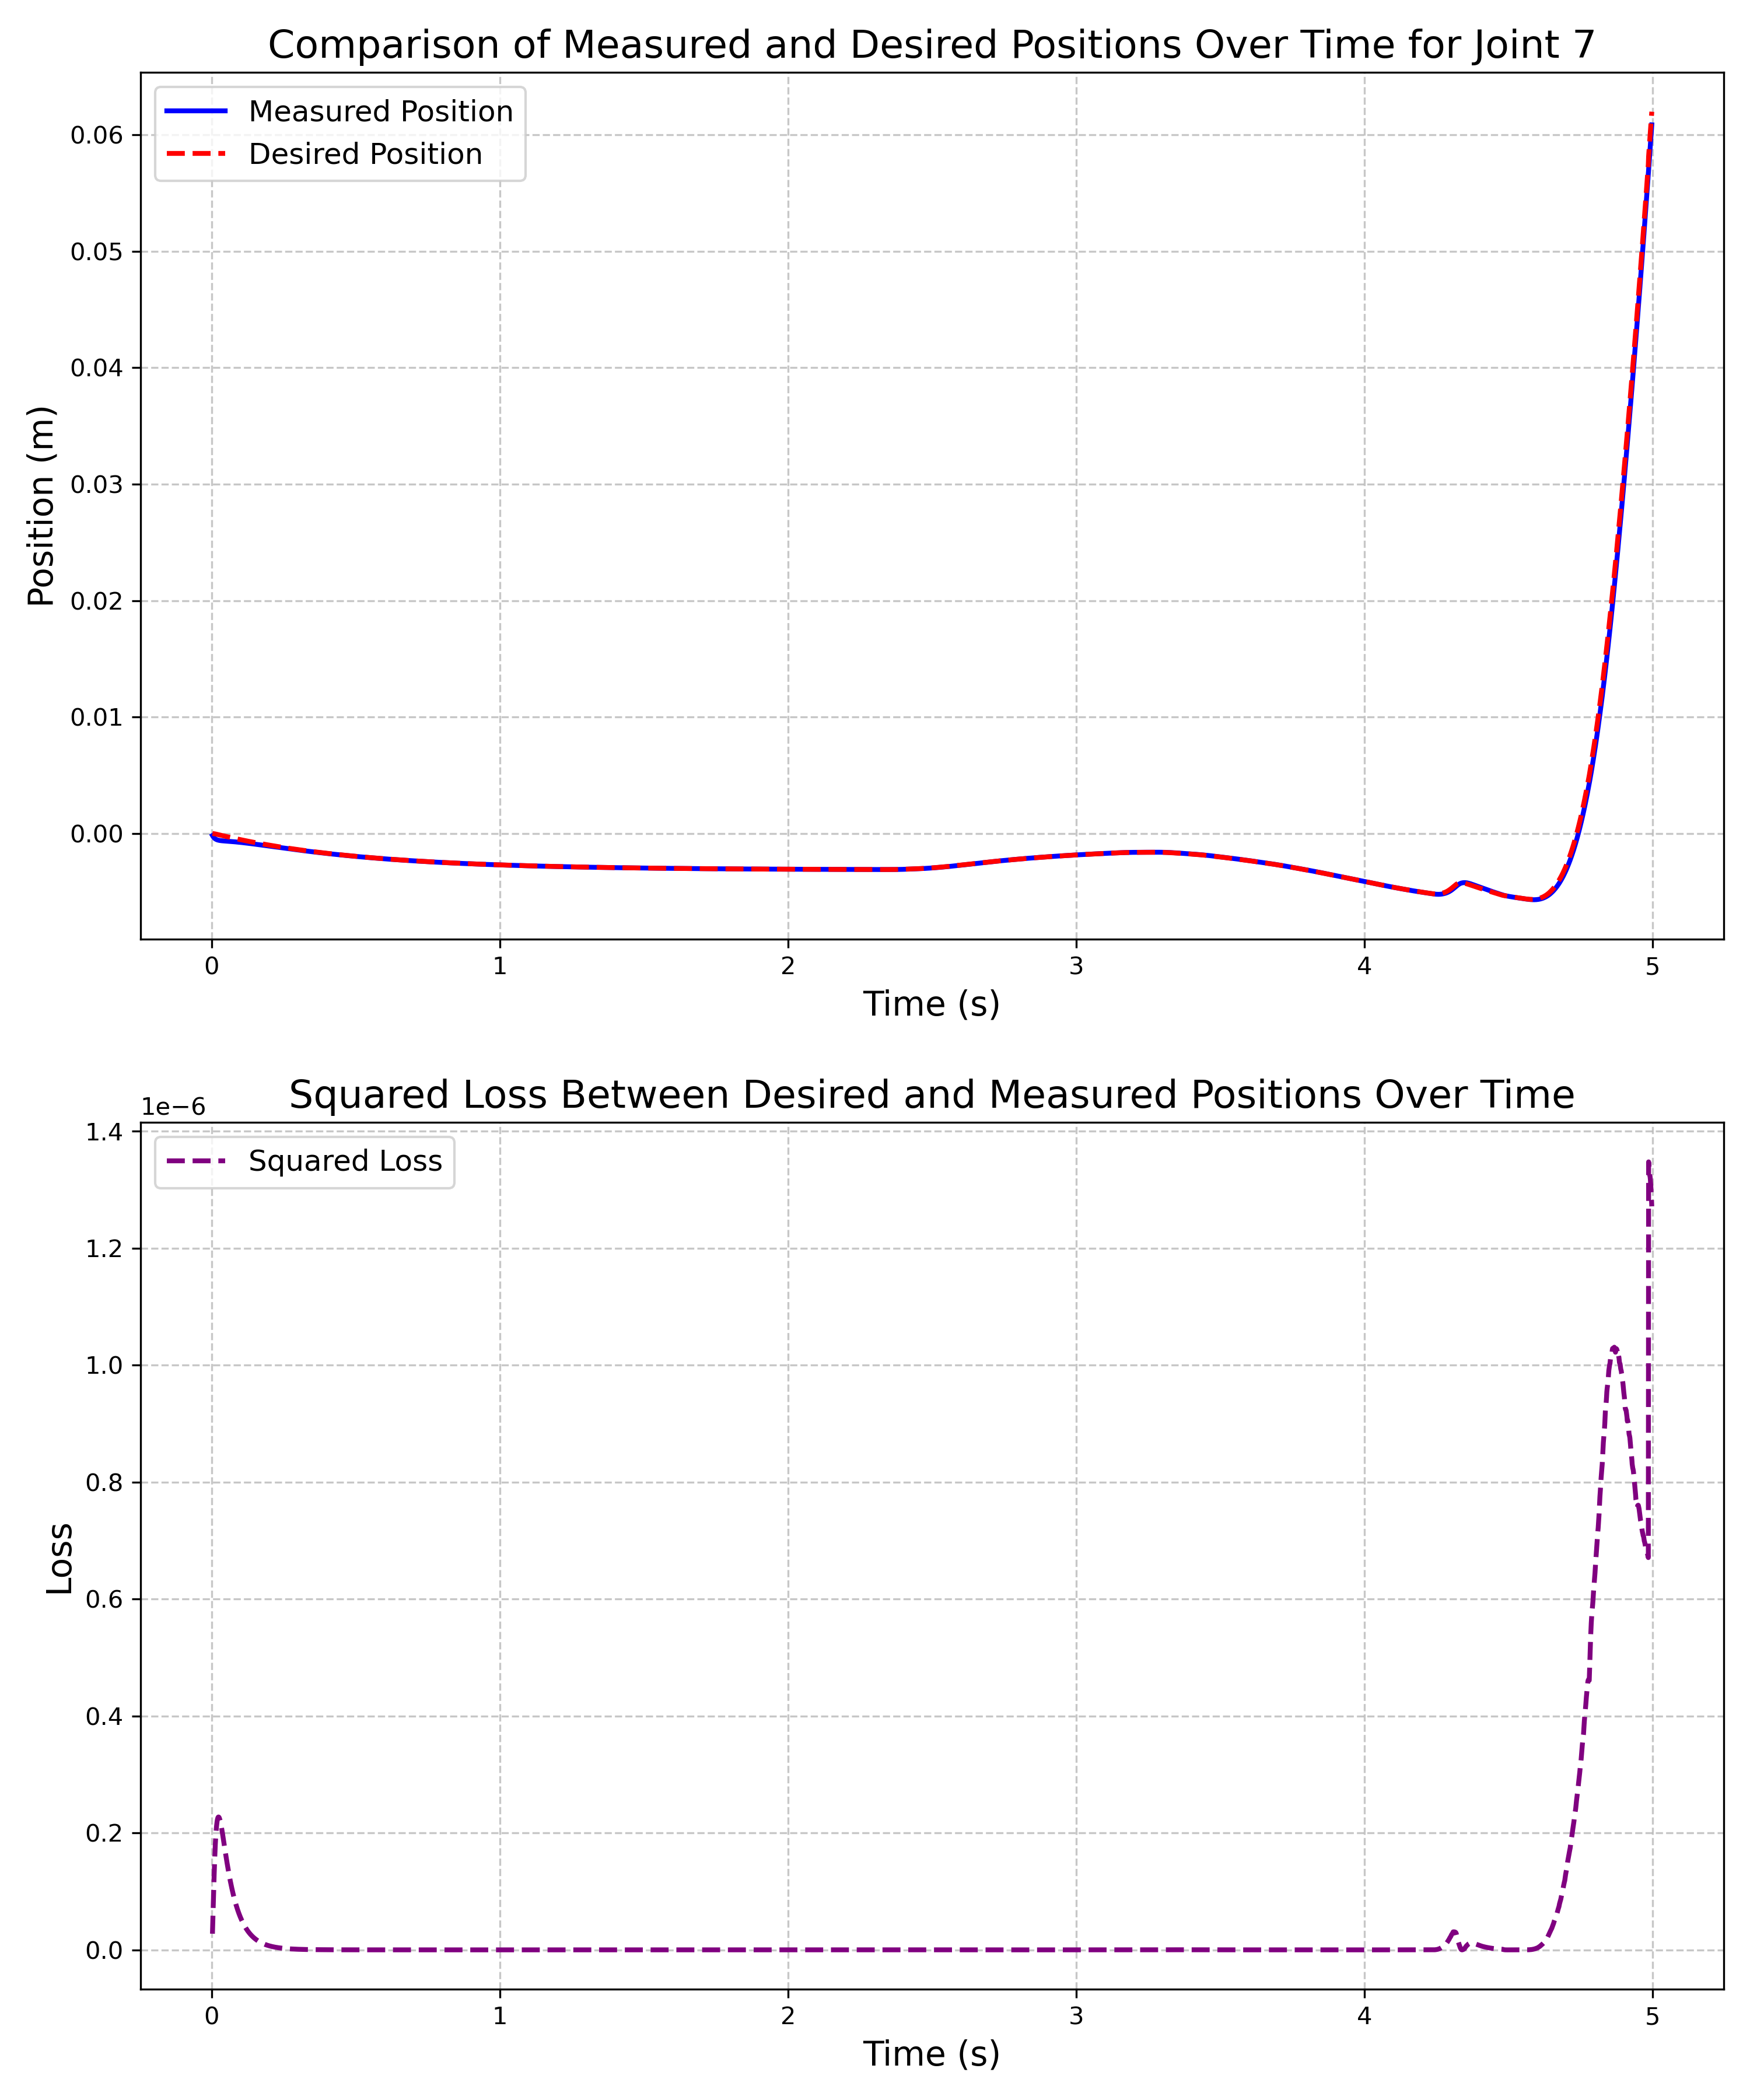 Comparison of Measured and Desired Positions Over Time for Joint 7
Measured Position
Desired Position
0.06
0.05
0.04
0.03
0.02
0.01
0.00
Position (m)
0 1 2 3 4 5
Time (s)
Squared Loss Between Desired and Measured Positions Over Time
1e−6
Squared Loss
1.4
1.2
1.0
0.8
0.6
0.4
0.2
0.0
Loss
0 1 2 3 4 5
Time (s)